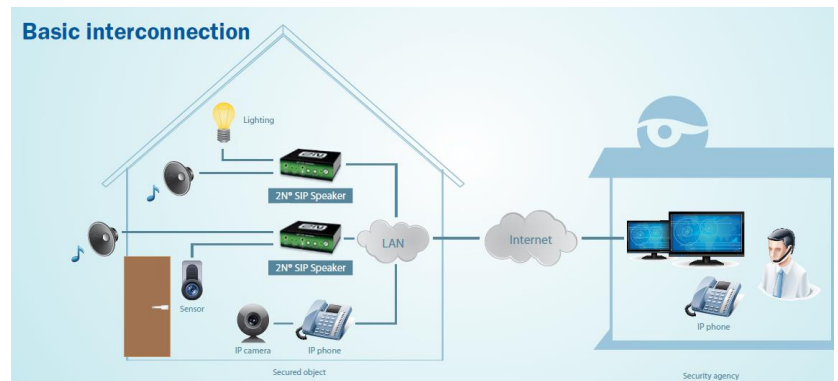 Basic interconnection
Lighting
2N® SIP Speaker
2N® SIP Speaker
LAN
Internet
Sensor
IP camera
IP phone
IP phone
Secured object
Security agency